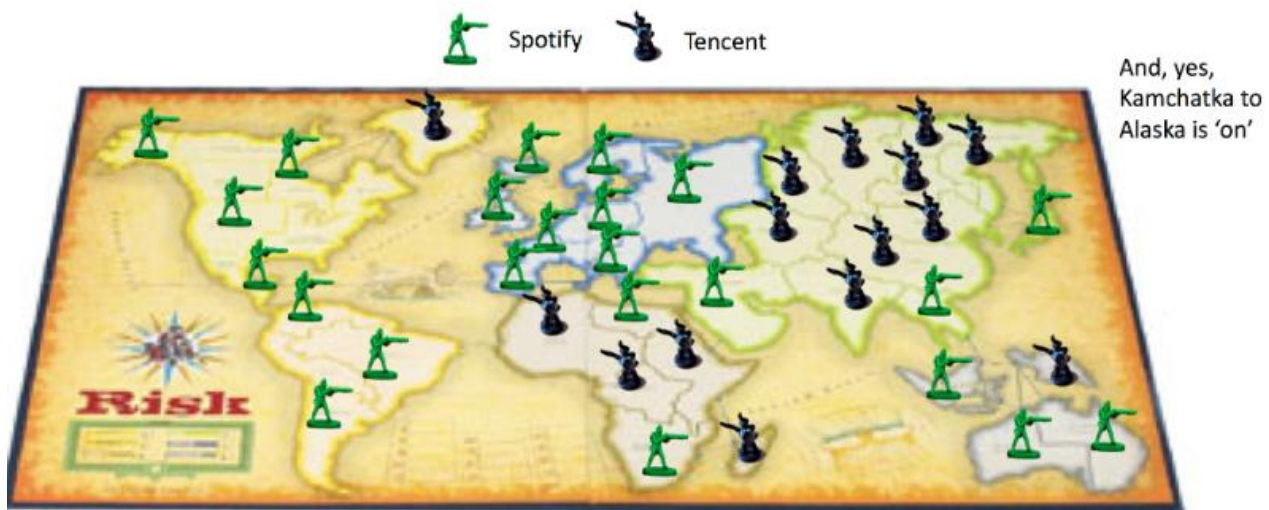 Spotify
Tencent
And, yes,
Kamchatka to
Alaska is ‘on’
Risk